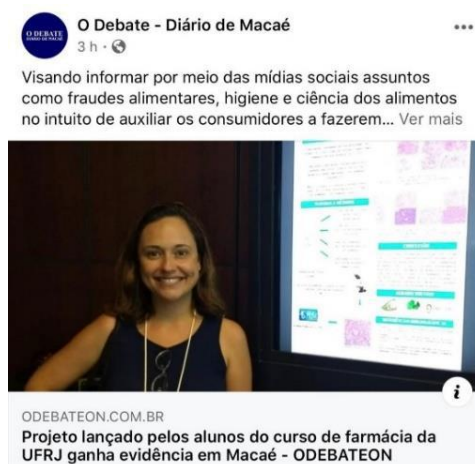 O DEBATE
O Debate - Diário de Macaé
3 h
Visando informar por meio das mídias sociais assuntos
como fraudes alimentares, higiene e ciência dos alimentos
no intuito de auxiliar os consumidores a fazerem... Ver mais
ODEBATEON.COM.BR
Projeto lançado pelos alunos do curso de farmácia da
UFRJ ganha evidência em Macaé - ODEBATEON